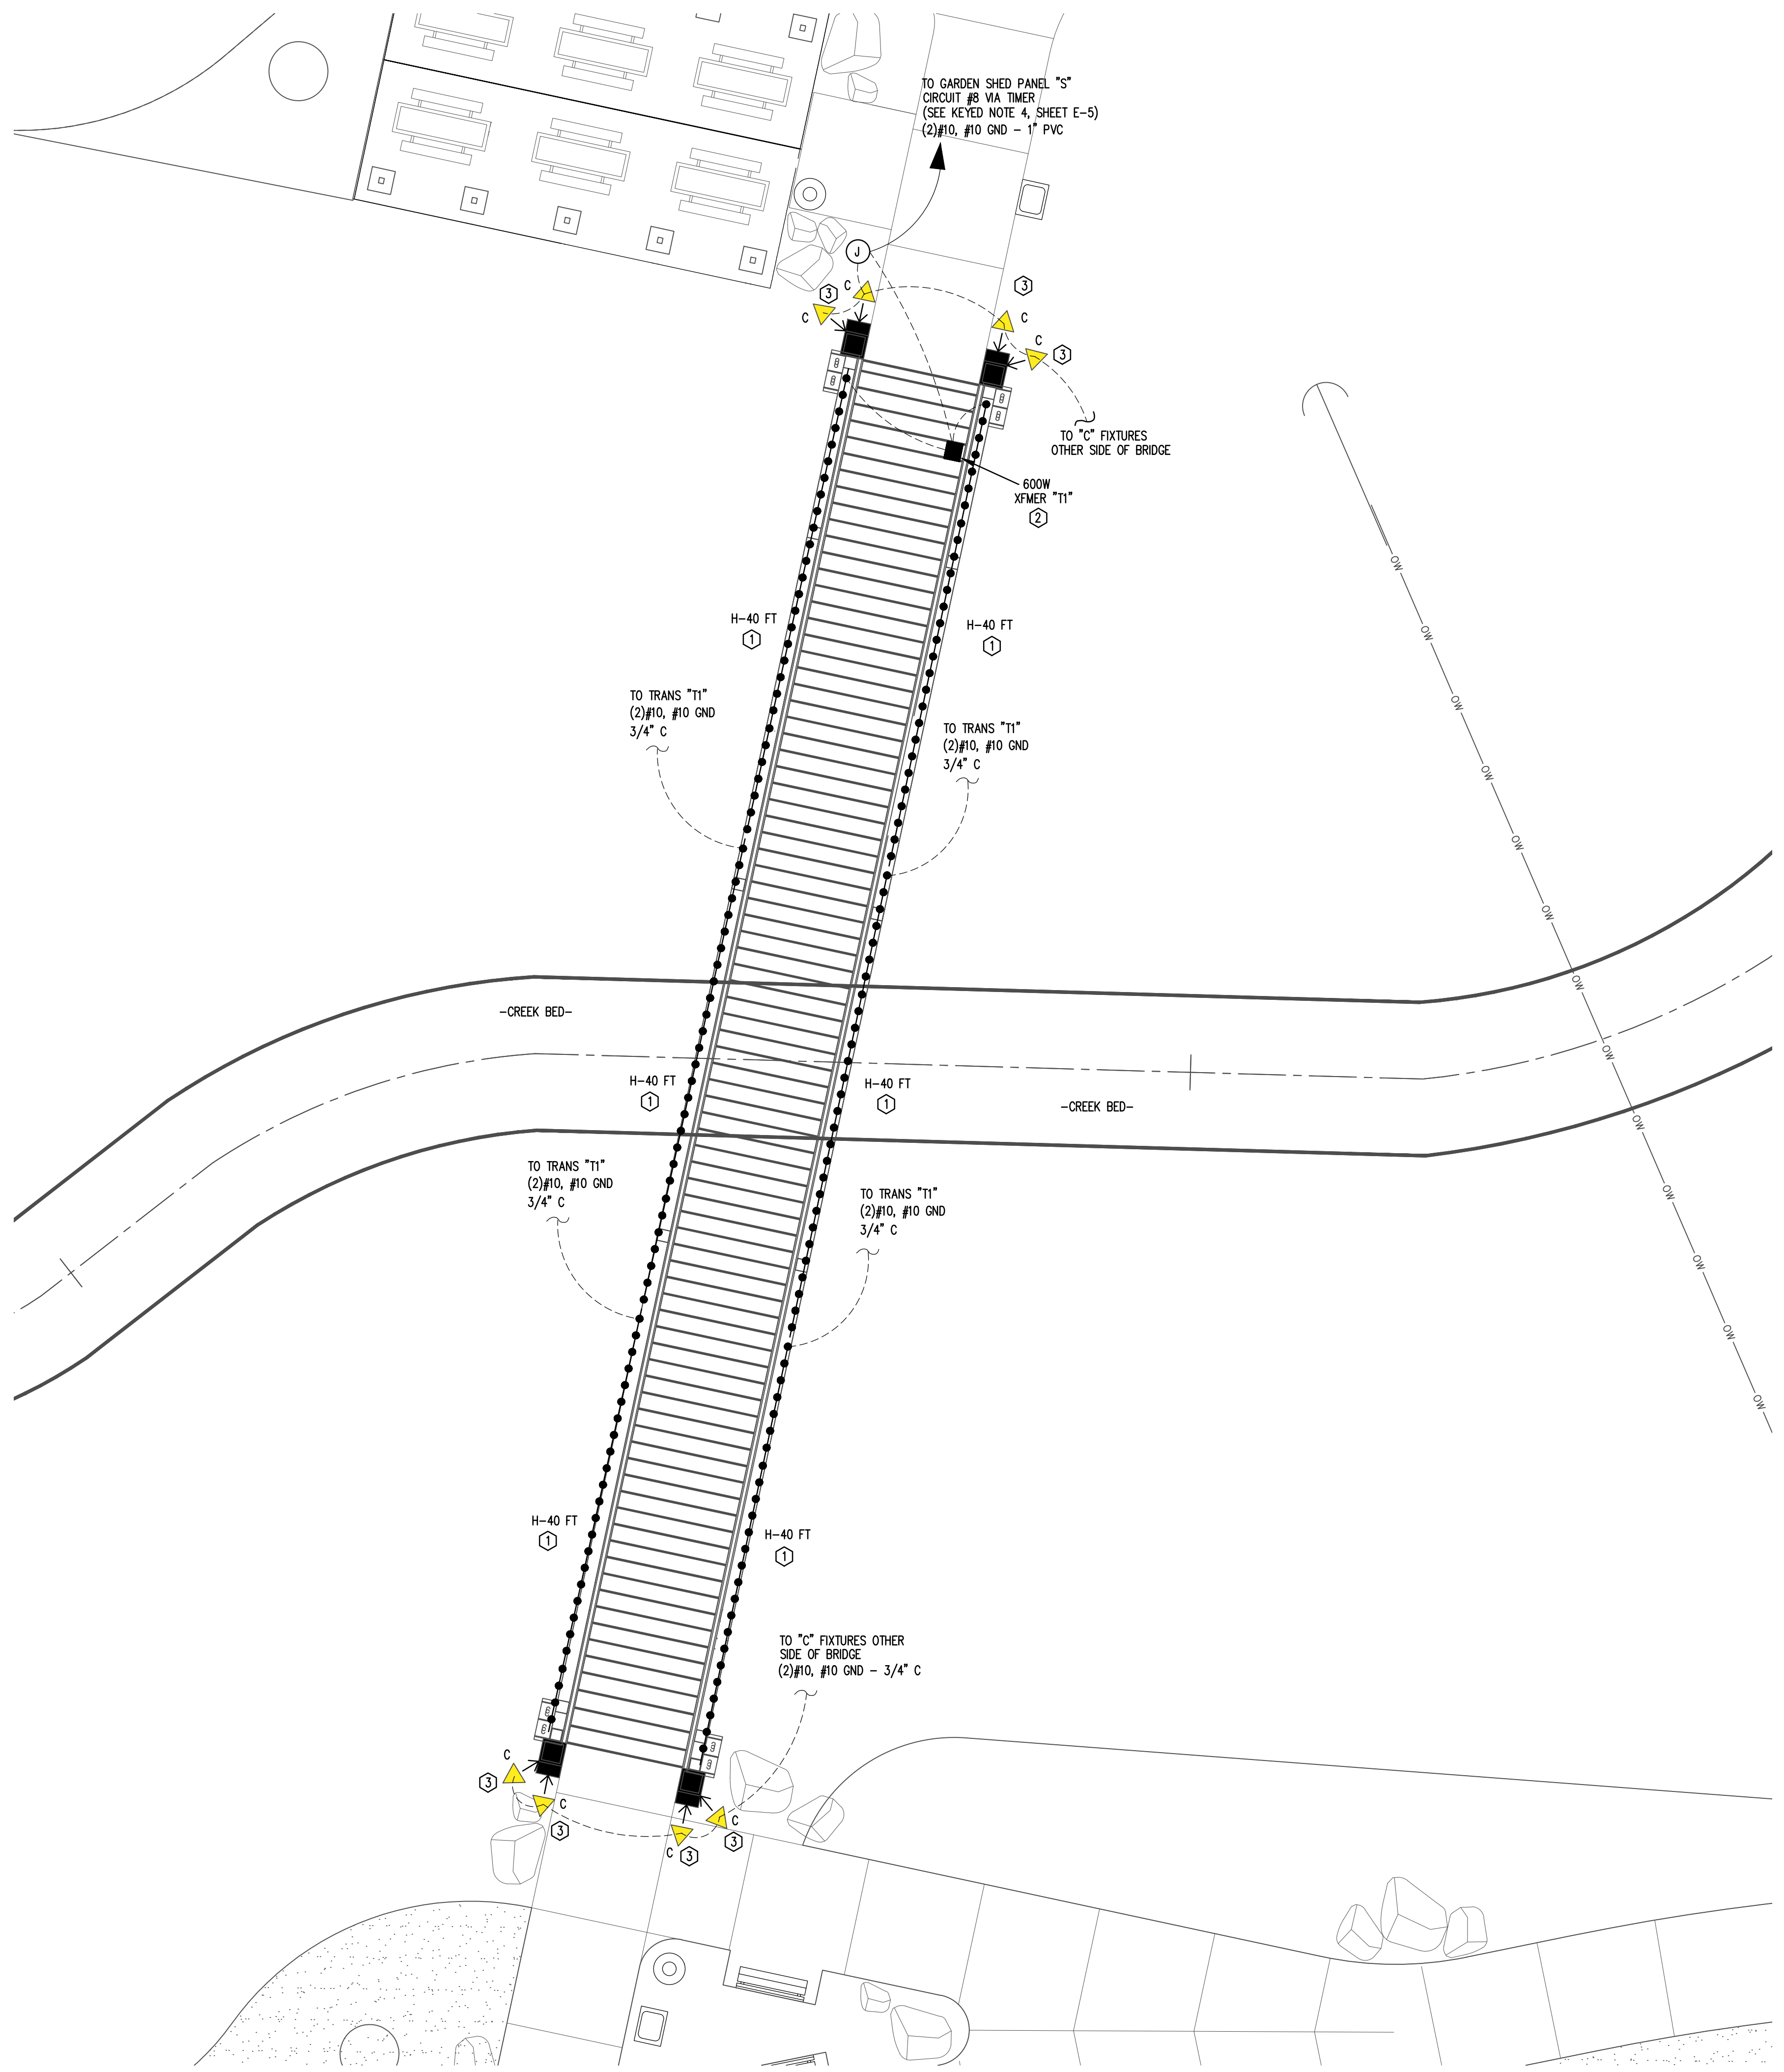 TO GARDEN SHED PANEL "S"
CIRCUIT #8 VIA TIMER
(SEE KEYED NOTE 4, SHEET E-5)
(2)#10, #10 GND - 1" PVC
J
3
C
3
C
C
C
3
TO "C" FIXTURES
OTHER SIDE OF BRIDGE
600W
XFMER "T1"
2
OW
H-40 FT
1
H-40 FT
1
OW
TO TRANS "T1"
(2)#10, #10 GND
3/4" C
OW
TO TRANS "T1"
(2)#10, #10 GND
3/4" C
OW
OW
OW
OW
-CREEK BED-
OW
H-40 FT
1
H-40 FT
1
-CREEK BED-
OW
TO TRANS "T1"
(2)#10, #10 GND
3/4" C
OW
TO TRANS "T1"
(2)#10, #10 GND
3/4" C
OW
OW
OW
H-40 FT
1
H-40 FT
1
TO "C" FIXTURES OTHER
SIDE OF BRIDGE
(2)#10, #10 GND - 3/4" C
C
3
C
3
C
3
C
3